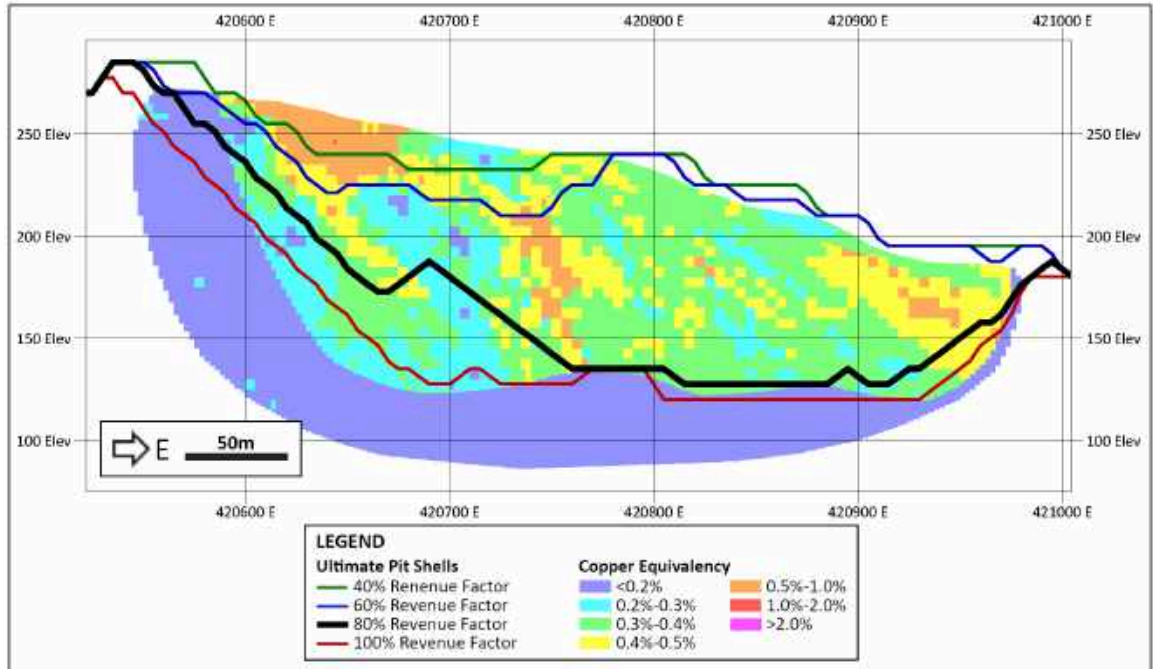 420600 E 420700 E 420800 E 420900 E 421000 E
250 Elev 250 Elev
200 Elev 200 Elev
150 Elev 150 Elev
100 Elev 100 Elev
E 50m
420600 E 420700 E 420800 E 420900 E 421000 E
LEGEND
Ultimate Pit Shells Copper Equivalency
40% Renenue Factor <0.2% 0.5%-1.0%
60% Revenue Factor 0.2%-0.3% 1.0%-2.0%
80% Revenue Factor 0.3%-0.4% >2.0%
100% Revenue Factor 0.4%-0.5%